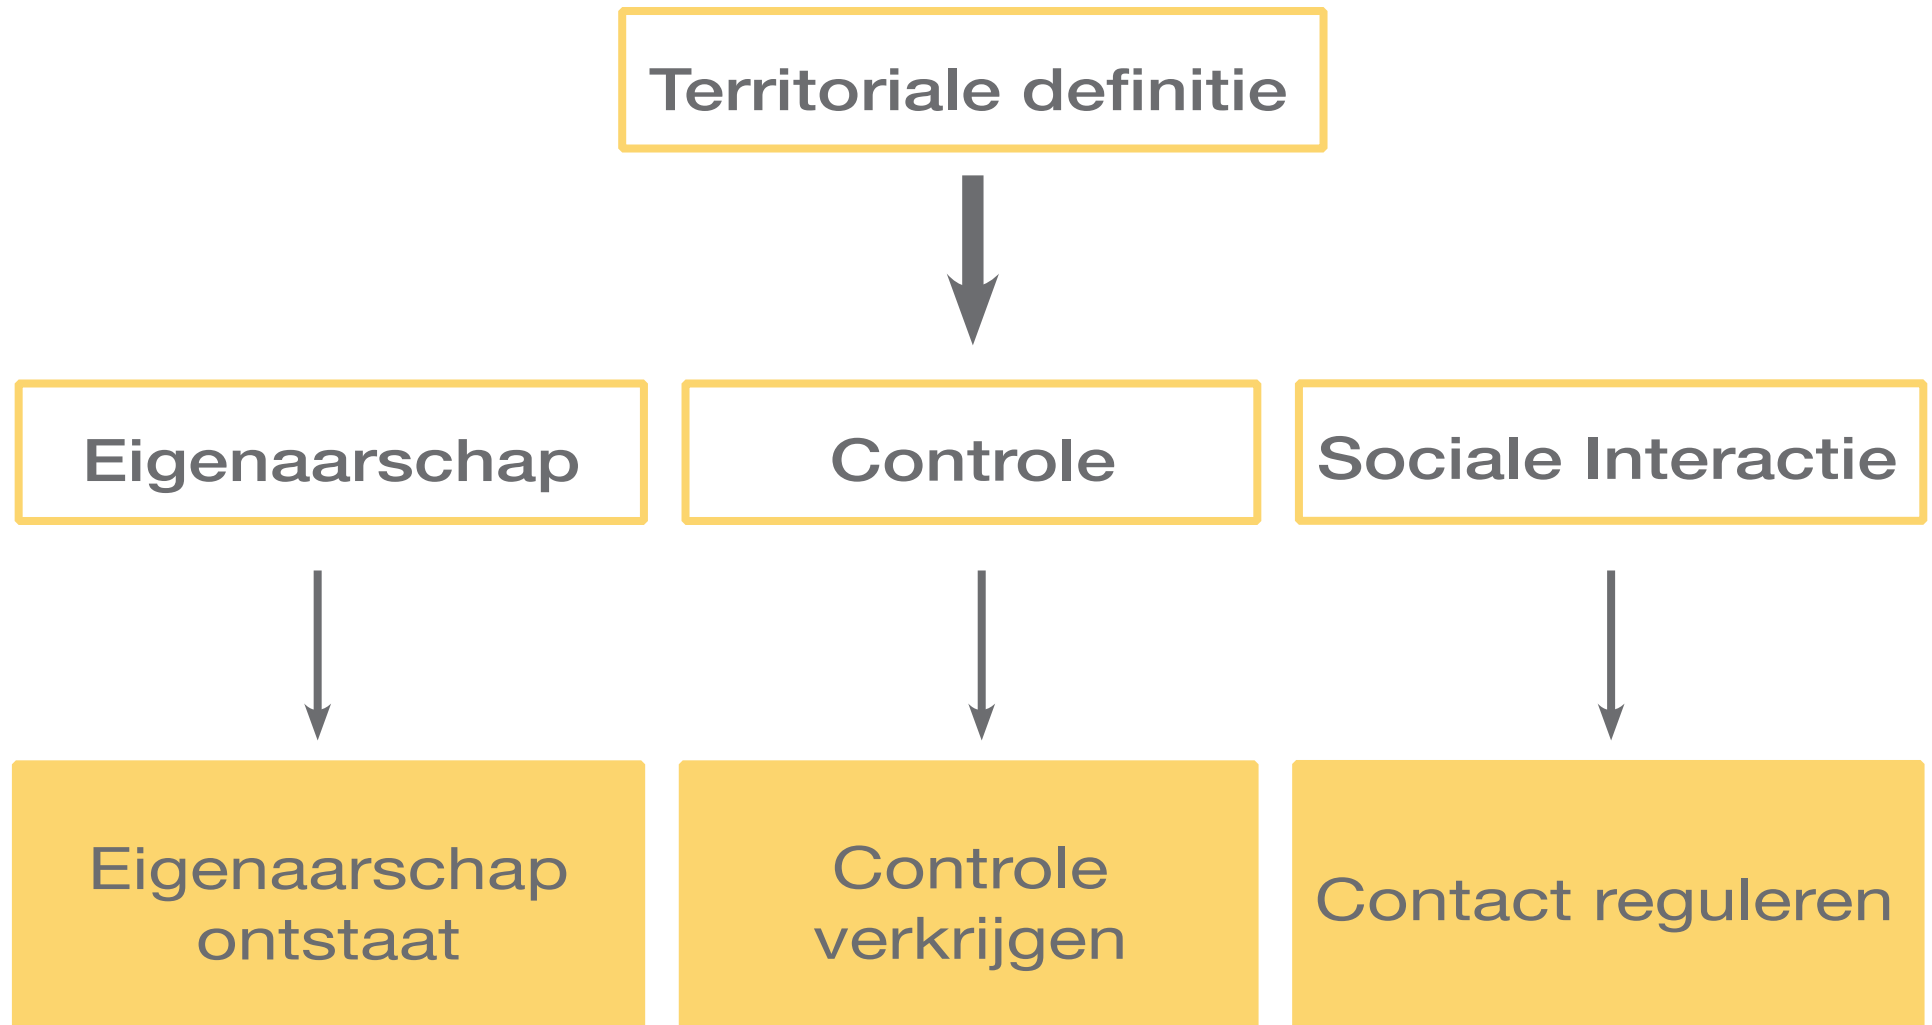 Territoriale definitie
Eigenaarschap
Controle
Sociale Interactie
Eigenaarschap
ontstaat
Controle
verkrijgen
Contact reguleren